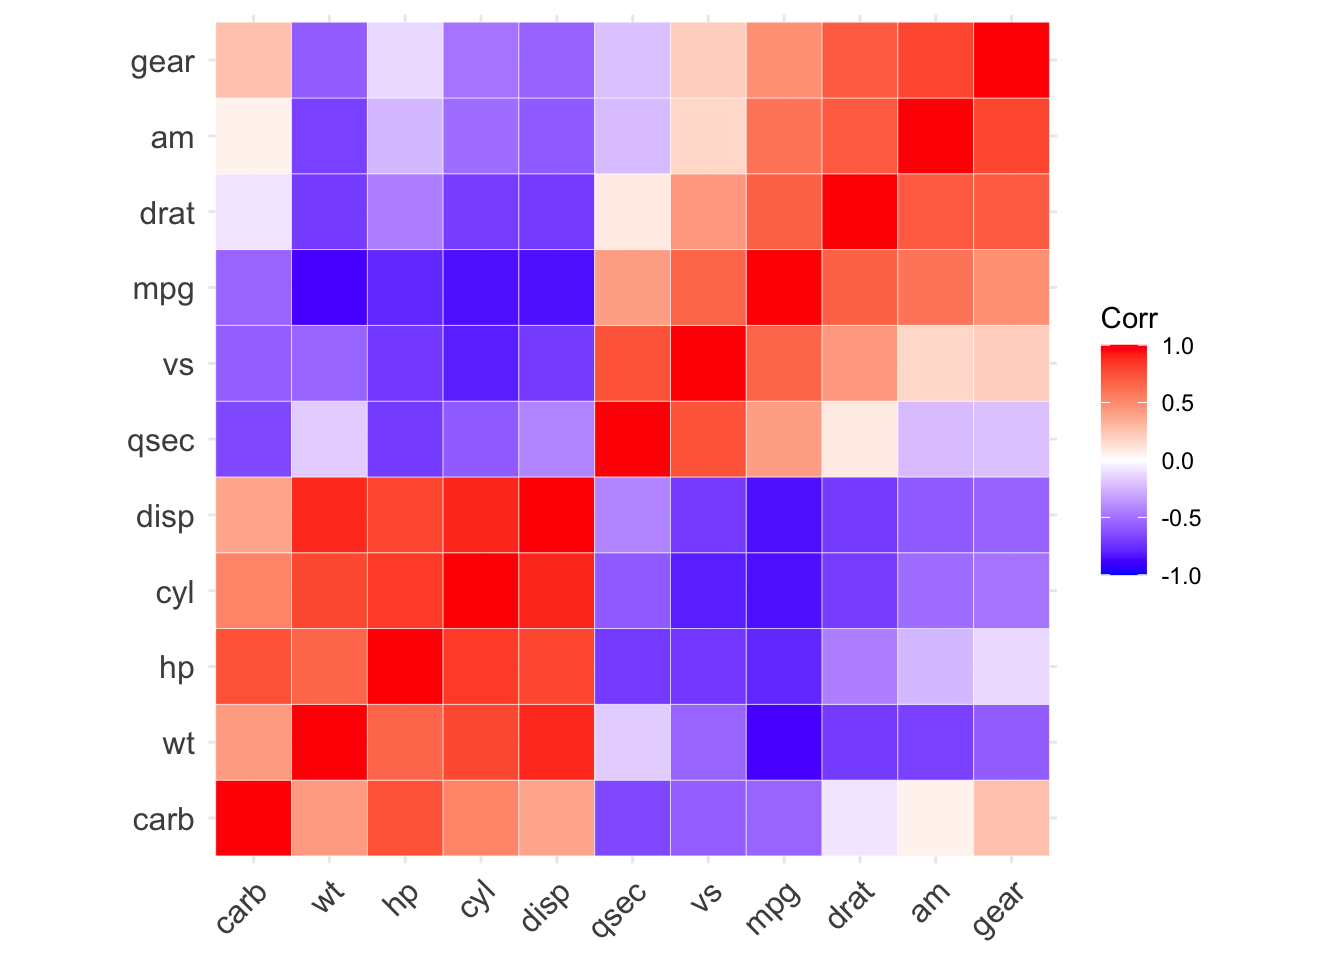 gear
am
drat
mpg
vs
qsec
disp
cyl
hp
wt
carb
carb
wt
hp
cyl
disp
qsec
vs
mpg
drat
am
gear
Corr
1.0
0.5
0.0
-0.5
-1.0